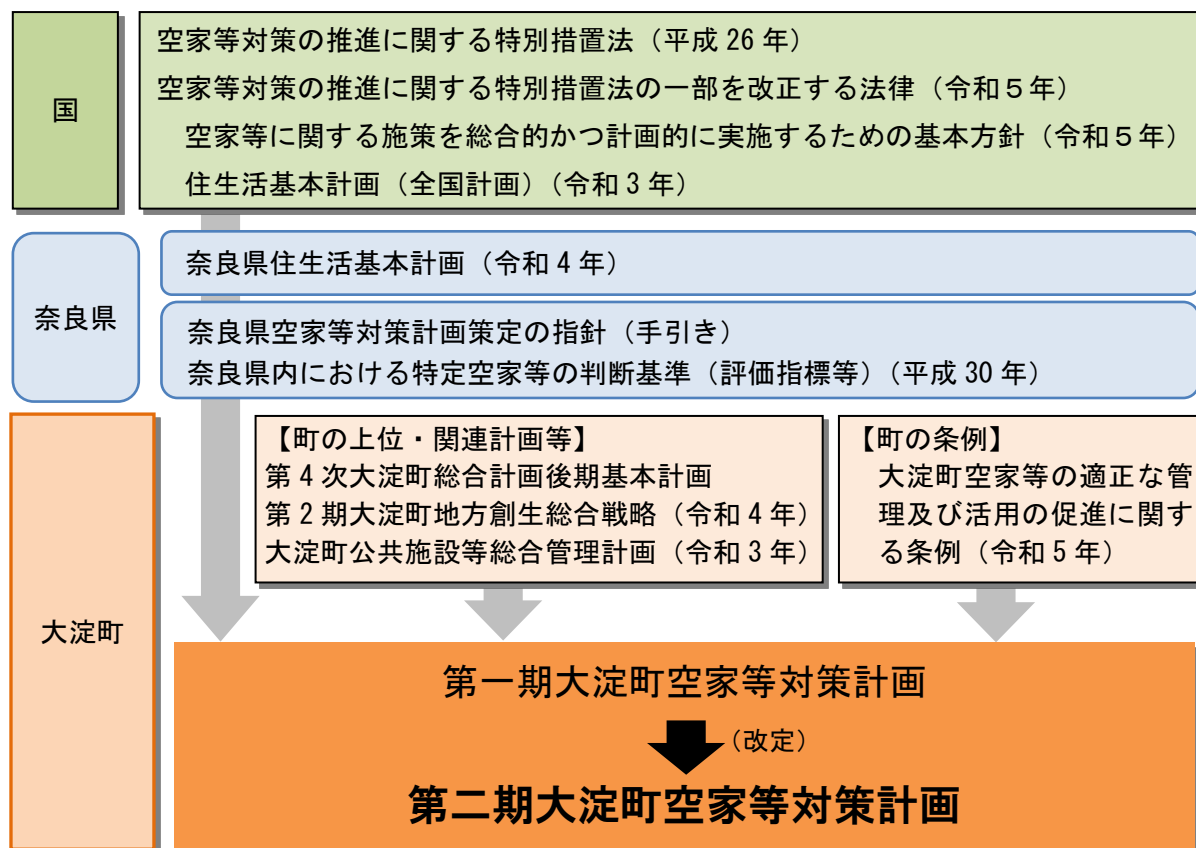 国
空家等対策の推進に関する特別措置法（平成 26 年）
空家等対策の推進に関する特別措置法の一部を改正する法律（令和５年）
空家等に関する施策を総合的かつ計画的に実施するための基本方針（令和５年）
住生活基本計画（全国計画）（令和 3 年）
奈良県
奈良県住生活基本計画（令和 4 年）
奈良県空家等対策計画策定の指針（手引き）
奈良県内における特定空家等の判断基準（評価指標等）（平成 30 年）
大淀町
【町の上位・関連計画等】
第 4 次大淀町総合計画後期基本計画
第 2 期大淀町地方創生総合戦略（令和 4 年）
大淀町公共施設等総合管理計画（令和 3 年）
【町の条例】
大淀町空家等の適正な管
理及び活用の促進に関す
る条例（令和 5 年）
第一期大淀町空家等対策計画
（改定）
第二期大淀町空家等対策計画